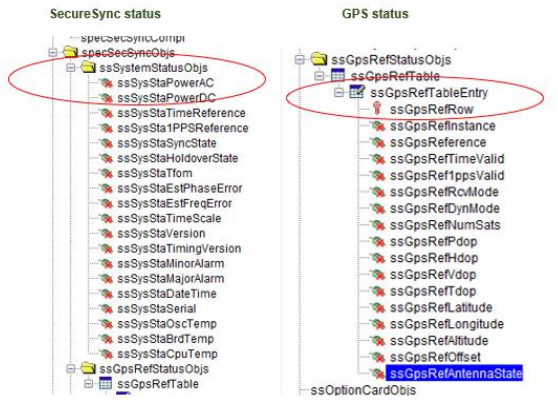 SecureSync status
specSecSyncCompl
specSecSyncObjs
ssSystemStatusObjs
ssSysStaPowerAC
ssSysStaPowerDC
ssSysStaTimeReference
ssSysSta1PPSReference
ssSysStaSyncState
ssSysStaHoldoverState
ssSysStaTfom
ssSysStaEstPhaseError
ssSysStaEstFreqError
ssSysStaTimeScale
ssSysStaVersion
ssSysStaTimingVersion
ssSysStaMinorAlarm
ssSysStaMajorAlarm
ssSysStaDateTime
ssSysStaSerial
ssSysStaOscTemp
ssSysStaBrdTemp
ssSysStaCpuTemp
ssGpsRefStatusObjs
ssGpsRefTable
GPS status
ssGpsRefStatusObjs
ssGpsRefTable
ssGpsRefTableEntry
ssGpsRefRow
ssGpsRefInstance
ssGpsReference
ssGpsRefTimeValid
ssGpsRef1ppsValid
ssGpsRefRcvMode
ssGpsRefDynMode
ssGpsRefNumSats
ssGpsRefPdop
ssGpsRefHdop
ssGpsRefVdop
ssGpsRefTdop
ssGpsRefLatitude
ssGpsRefLongitude
ssGpsRefAltitude
ssGpsRefOffset
ssGpsRefAntennaState
ssOptionCardObjs